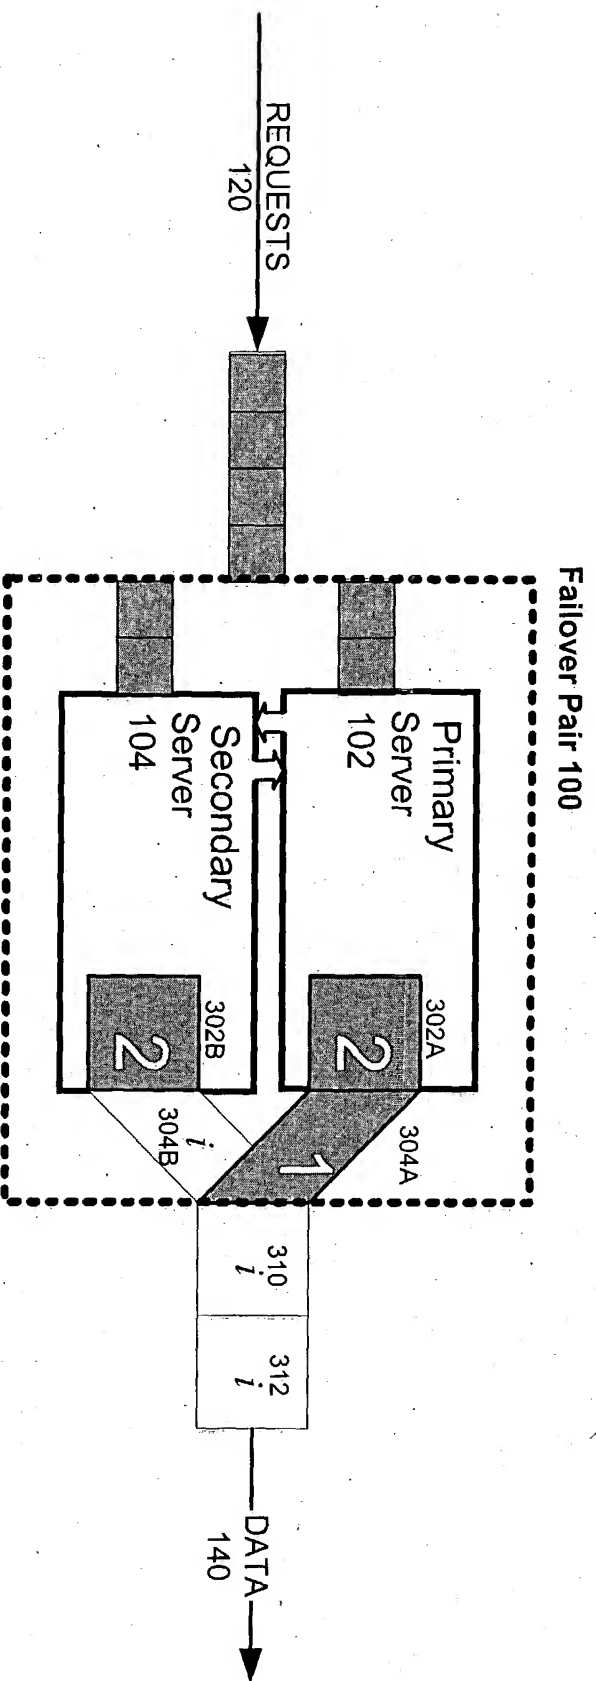 Failover Pair 100
REQUESTS
120
Primary
Server
102
302A
2
304A
1
Secondary
Server
104
302B
2
i
304B
310
i
312
i
DATA
140